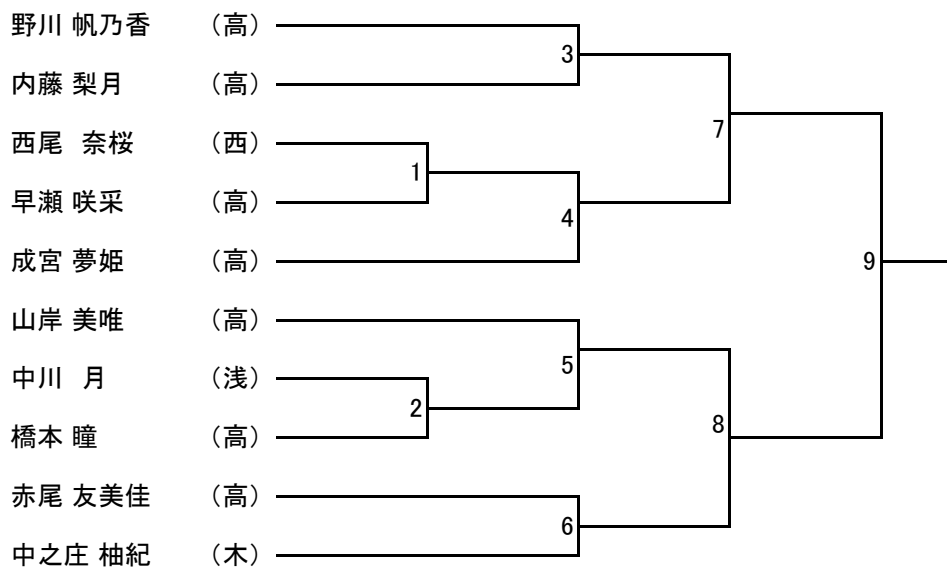 野川 帆乃香 （高）
3
内藤 梨月 （高）
7
西尾 奈桜 （西）
1
早瀬 咲采 （高）
4
成宮 夢姫 （高）
9
山岸 美唯 （高）
5
中川 月 （浅）
2
橋本 瞳 （高）
8
赤尾 友美佳 （高）
6
中之庄 柚紀 （木）